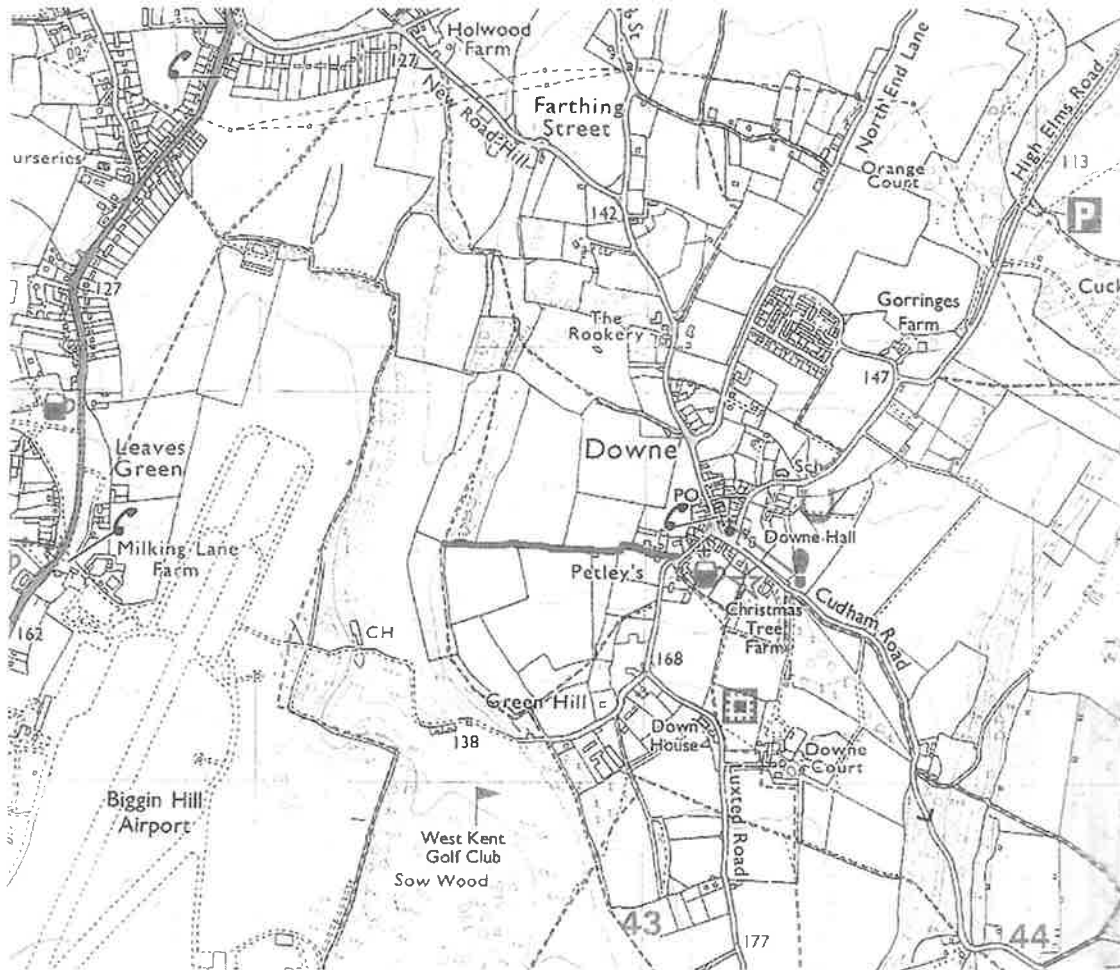 Holwood
Farm
127
b St
New Road Hill
Farthing
Street
North End Lane
High Elms Road
urseries
Orange
Court
113
P
142
127
Gorringes
Farm
Cuck
The
Rookery
147
Leaves
Green
Downe
Sch
PO
Milking Lane
Farm
Downe Hall
Petley's
Cudham Road
Christmas
Tree
Farm
162
CH
168
Green Hill
138
Down
House
Downe
Court
Luxted Road
Biggin Hill
Airport
West Kent
Golf Club
Sow Wood
43
177
44